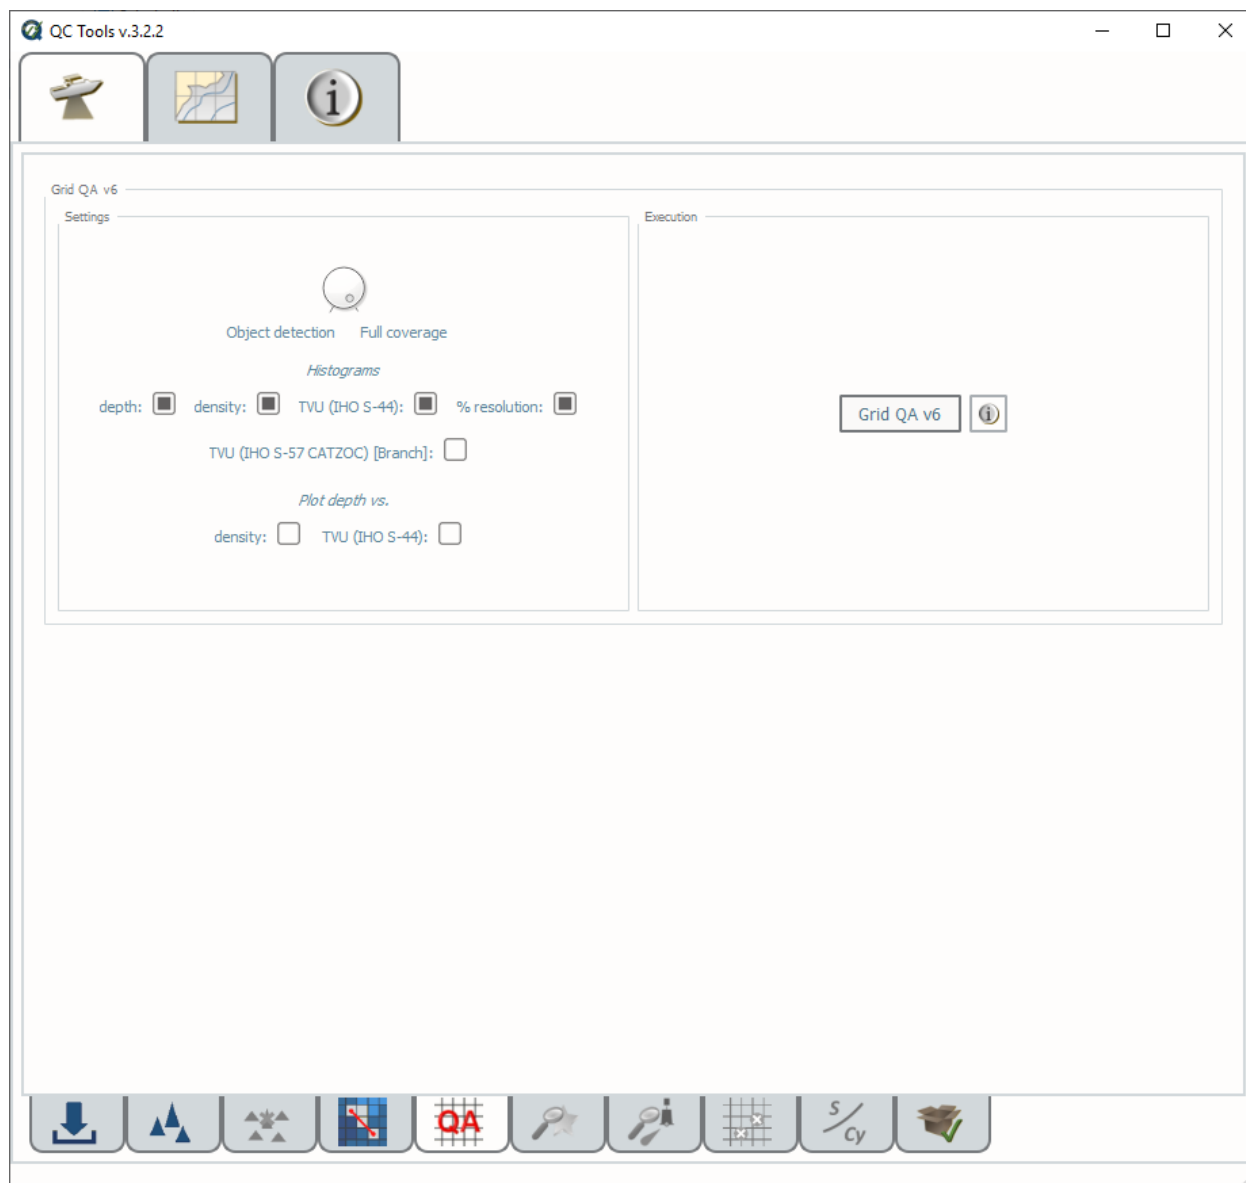 QC Tools v.3.2.2
Grid QA v6
Settings
Execution
Object detection Full coverage
Histograms
depth: density: TVU (IHO S-44): % resolution:
Grid QA v6
TVU (IHO S-57 CATZOC) [Branch]:
Plot depth vs.
density: TVU (IHO S-44):
QA
S/Cy